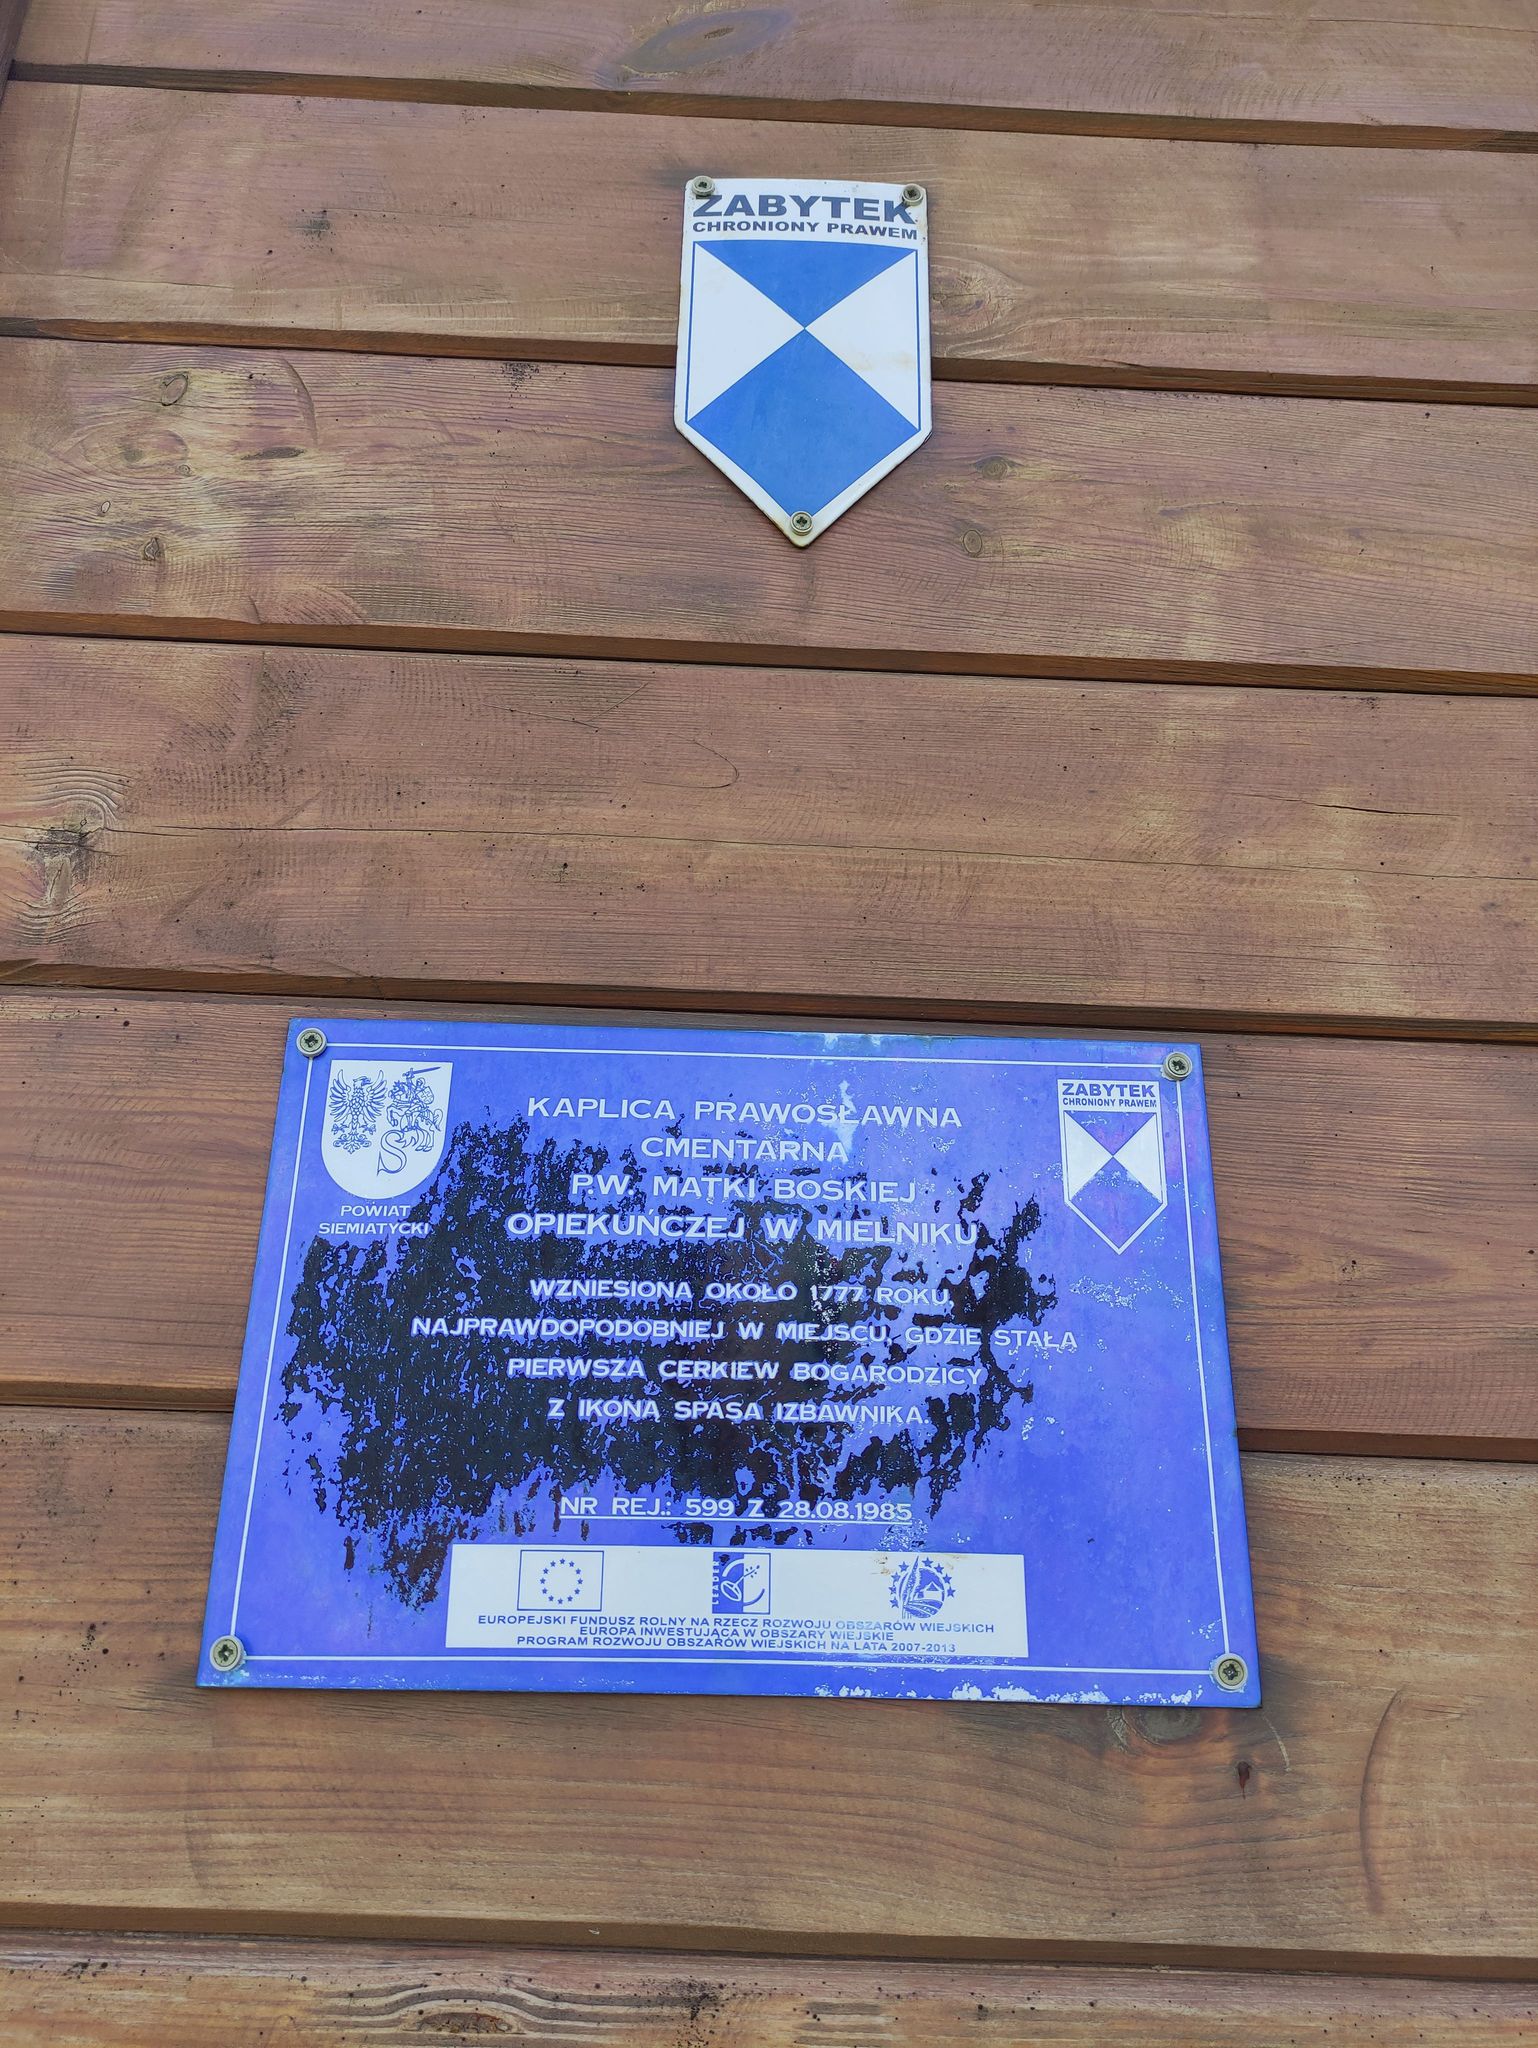 ZABYTEK
CHRONIONY PRAWEM
POWIAT
SIEMIATYCKI
ZABYTEK
CHRONIONY PRAWEM
KAPLICA PRAWOSŁAWNA
CMENTARNA
P.W. MATKI BOSKIEJ
OPIEKUŃCZEJ W MIELNIKU
WZNIESIONA OKOŁO 1777 ROKU,
NAJPRAWDOPODOBNIEJ W MIEJSCU, GDZIE STAŁA
PIERWSZA CERKIEW BOGARODZICY
Z IKONĄ SPASA IZBAWNIKA.
NR REJ.: 599 Z 28.08.1985
LEADER
EUROPEJSKI FUNDUSZ ROLNY NA RZECZ ROZWOJU OBSZARÓW WIEJSKICH
EUROPA INWESTUJĄCA W OBSZARY WIEJSKIE
PROGRAM ROZWOJU OBSZARÓW WIEJSKICH NA LATA 2007-2013